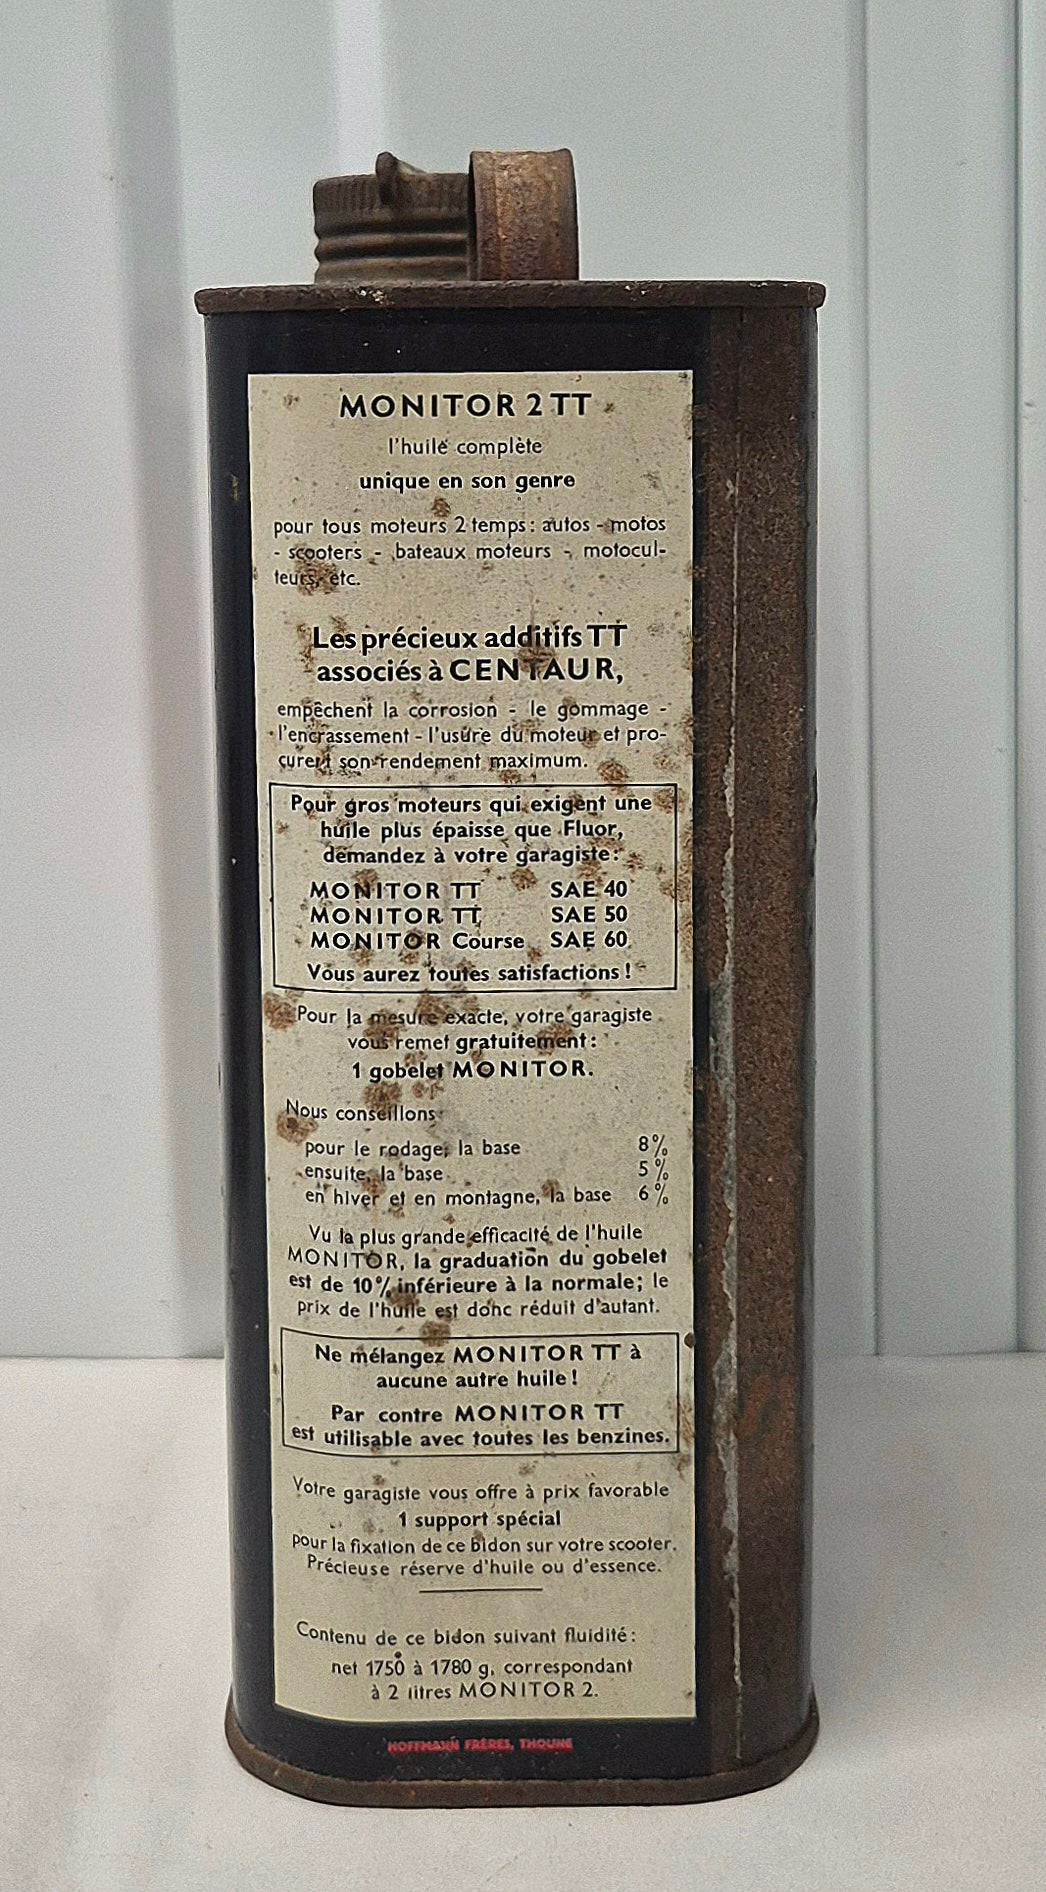 MONITOR 2 TT
l'huile complète
unique en son genre
pour tous moteurs 2 temps: autos - motos
- scooters - bateaux moteurs - motocul-
teurs, etc.
Les précieux additifs TT
associés à CENTAUR,
empêchent la corrosion - le gommage -
l'encrassement - l'usure du moteur et pro-
curent son rendement maximum.
Pour gros moteurs qui exigent une
huile plus épaisse que Fluor,
demandez à votre garagiste:
MONITOR TT SAE 40
MONITOR TT SAE 50
MONITOR Course SAE 60
Vous aurez toutes satisfactions!
Pour la mesure exacte, votre garagiste
vous remet gratuitement:
1 gobelet MONITOR.
Nous conseillons
pour le rodage, la base 8%
ensuite, la base 5%
en hiver et en montagne, la base 6%
Vu la plus grande efficacité de l'huile
MONITOR, la graduation du gobelet
est de 10% inférieure à la normale; le
prix de l'huile est donc réduit d'autant.
Ne mélangez MONITOR TT à
aucune autre huile!
Par contre MONITOR TT
est utilisable avec toutes les benzines.
Votre garagiste vous offre à prix favorable
1 support spécial
pour la fixation de ce bidon sur votre scooter.
Précieuse réserve d'huile ou d'essence.
Contenu de ce bidon suivant fluidité:
net 1750 à 1780 g, correspondant
à 2 litres MONITOR 2.
HOFFMANN FRÈRES, THOUNE